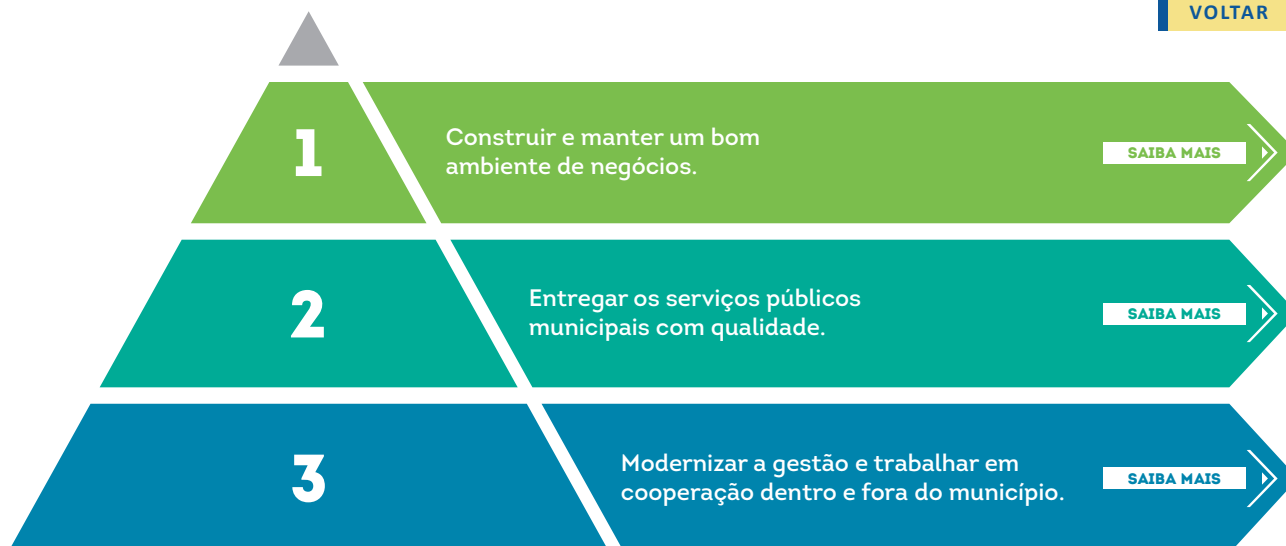 VOLTAR
1
Construir e manter um bom
ambiente de negócios.
SAIBA MAIS
2
Entregar os serviços públicos
municipais com qualidade.
SAIBA MAIS
3
Modernizar a gestão e trabalhar em
cooperação dentro e fora do município.
SAIBA MAIS